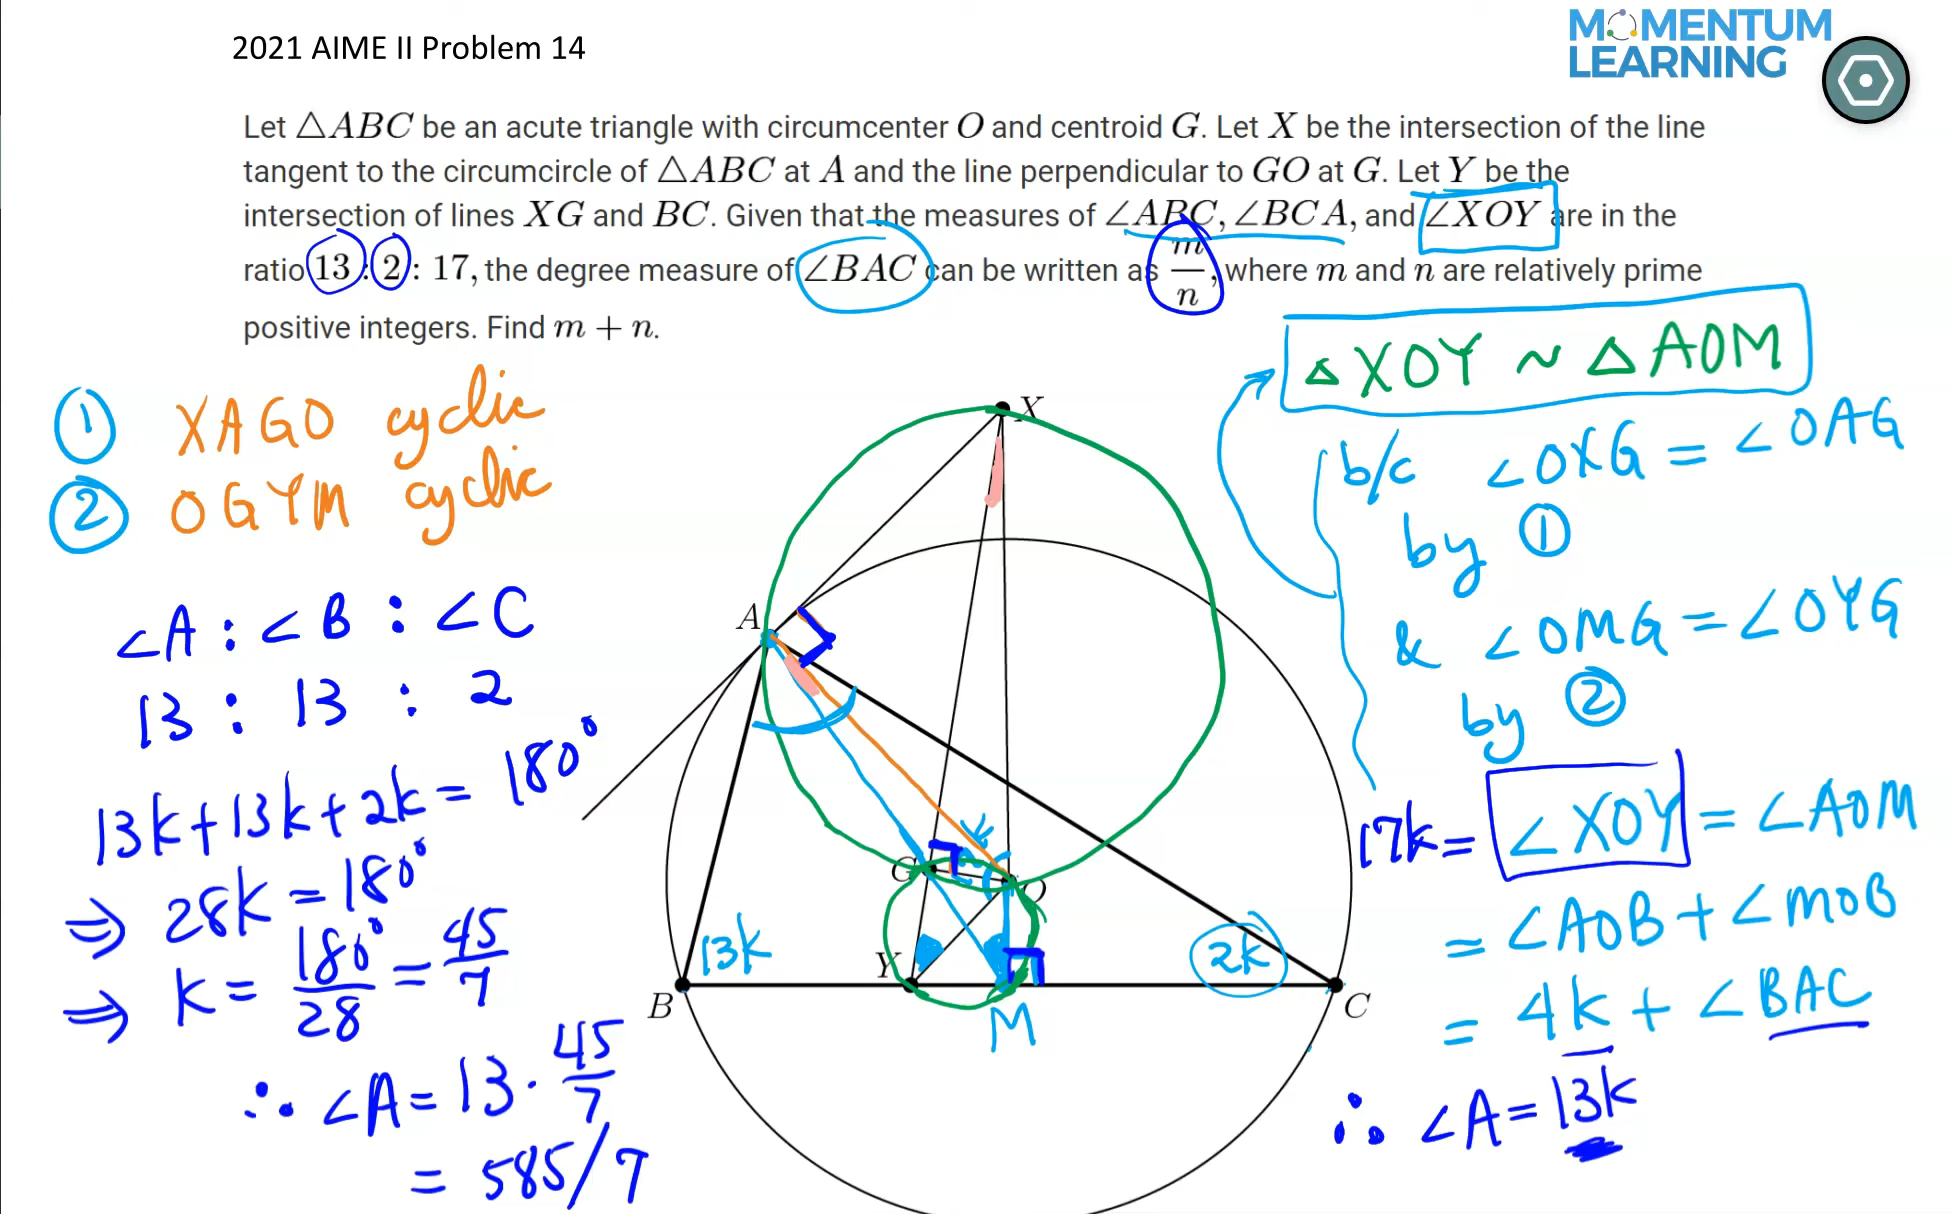 2021 AIME II Problem 14
MOMENTUM
LEARNING
Let △ABC be an acute triangle with circumcenter O and centroid G. Let X be the intersection of the line
tangent to the circumcircle of △ABC at A and the line perpendicular to GO at G. Let Y be the
intersection of lines XG and BC. Given that the measures of ∠ABC, ∠BCA, and ∠XOY are in the
ratio 13 : 2 : 17, the degree measure of ∠BAC can be written as m/n, where m and n are relatively prime
positive integers. Find m + n.
① XAGO cyclic
② OGYM cyclic
∠A : ∠B : ∠C
13 : 13 : 2
13k+13k+2k = 180°
⇒ 28k = 180°
⇒ k = 180°/28 = 45/7
∴ ∠A = 13 · 45/7
= 585/7
X
A
G
O
13k
Y
2k
B
M
C
△XOY ~ △AOM
b/c ∠OXG = ∠OAG
by ①
& ∠OMG = ∠OYG
by ②
17k = ∠XOY = ∠AOM
= ∠AOB + ∠MOB
= 4k + ∠BAC
∴ ∠A = 13k